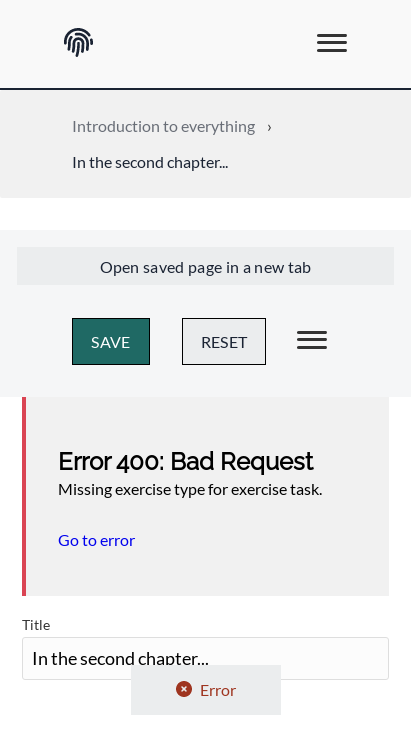 Introduction to everything ›
In the second chapter...
Open saved page in a new tab
SAVE RESET
Error 400: Bad Request
Missing exercise type for exercise task.
Go to error
Title
In the second chapter...
Error